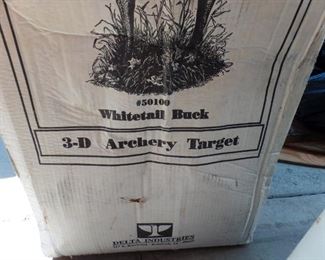 #50100
Whitetail Buck
3-D Archery Target
DELTA INDUSTRIES